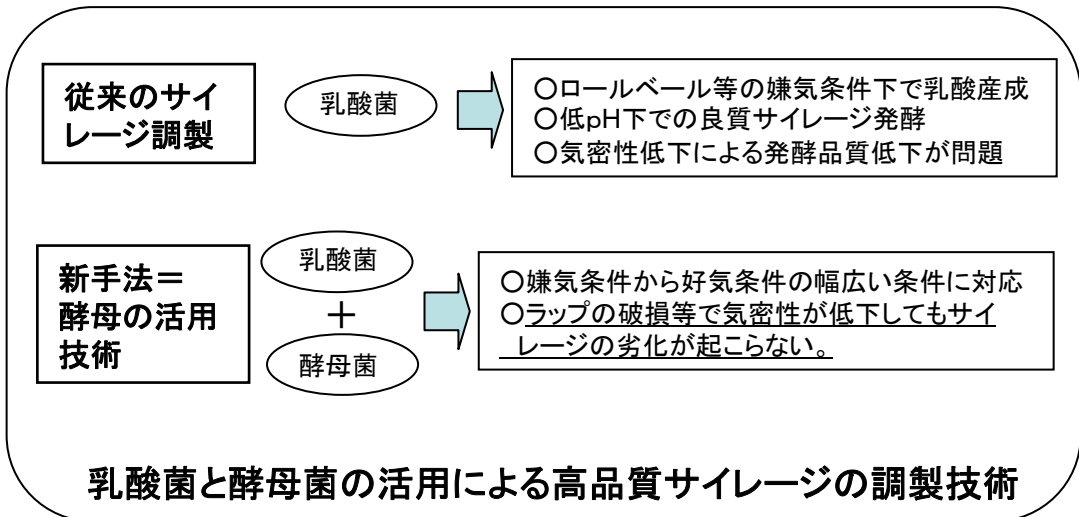 従来のサイ
レージ調製
乳酸菌
○ロールベール等の嫌気条件下で乳酸産成
○低pH下での良質サイレージ発酵
○気密性低下による発酵品質低下が問題
新手法＝
酵母の活用
技術
乳酸菌
＋
酵母菌
○嫌気条件から好気条件の幅広い条件に対応
○ラップの破損等で気密性が低下してもサイ
レージの劣化が起こらない。
乳酸菌と酵母菌の活用による高品質サイレージの調製技術